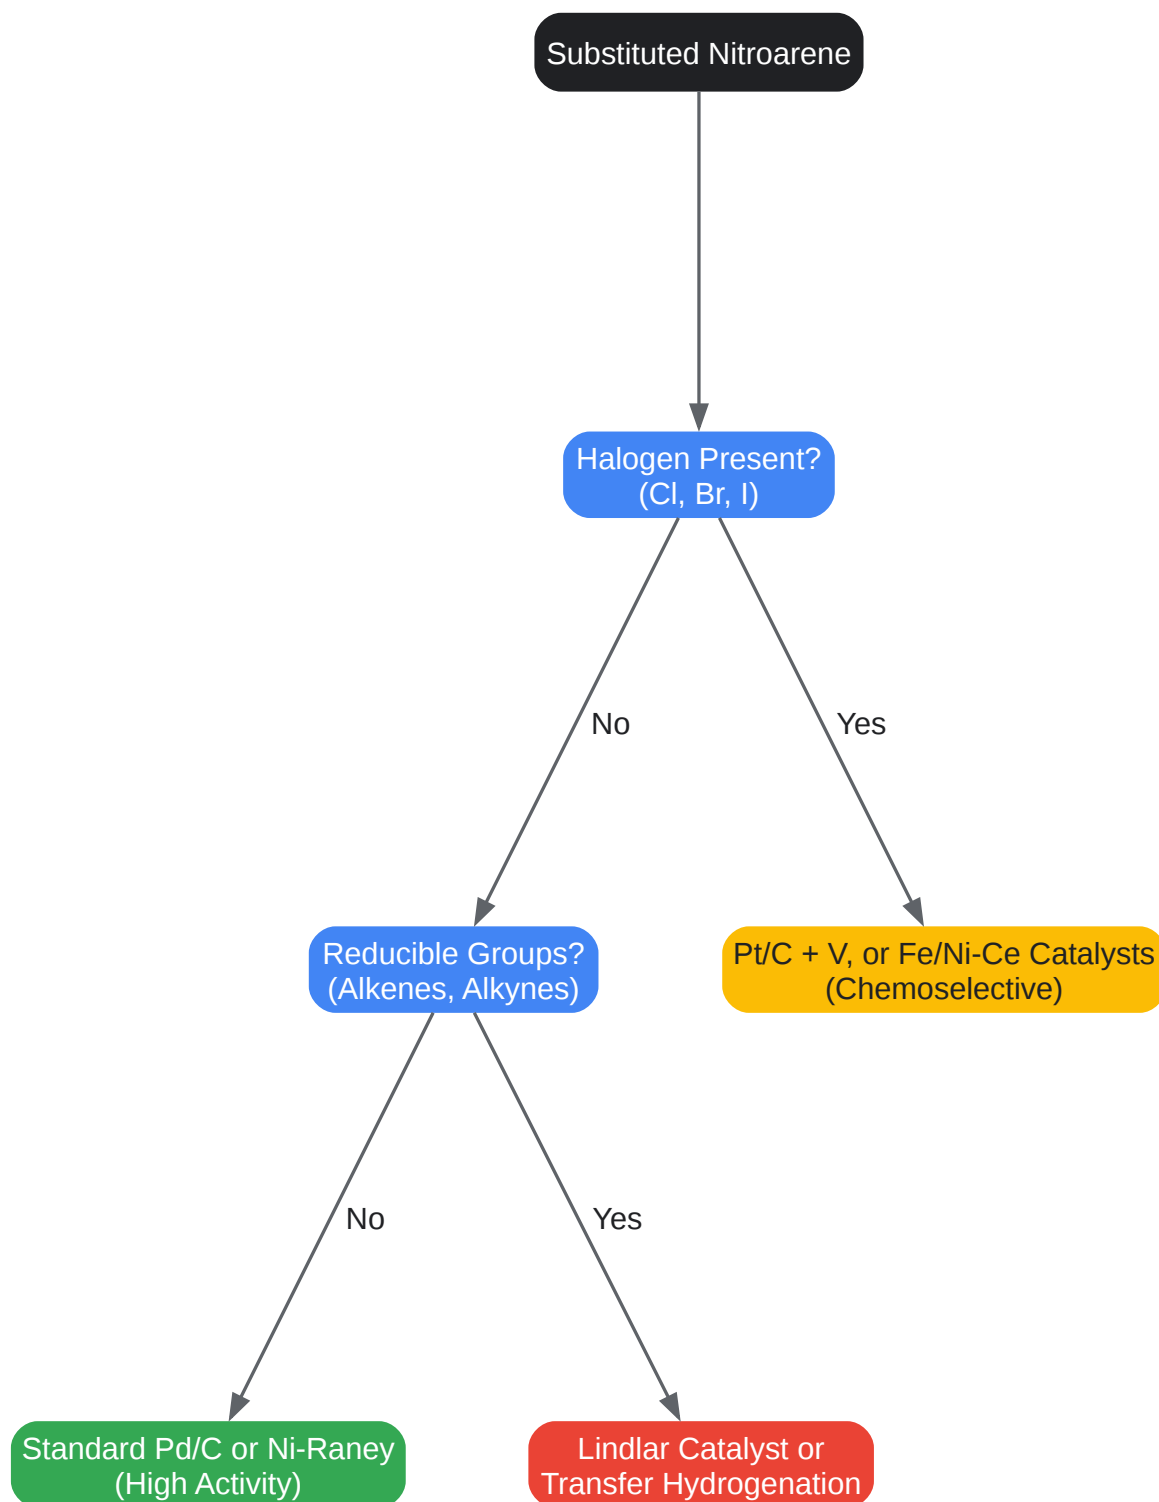 Substituted Nitroarene
Halogen Present?
(Cl, Br, I)
No
Yes
Reducible Groups?
(Alkenes, Alkynes)
Pt/C + V, or Fe/Ni-Ce Catalysts
(Chemoselective)
No
Yes
Standard Pd/C or Ni-Raney
(High Activity)
Lindlar Catalyst or
Transfer Hydrogenation